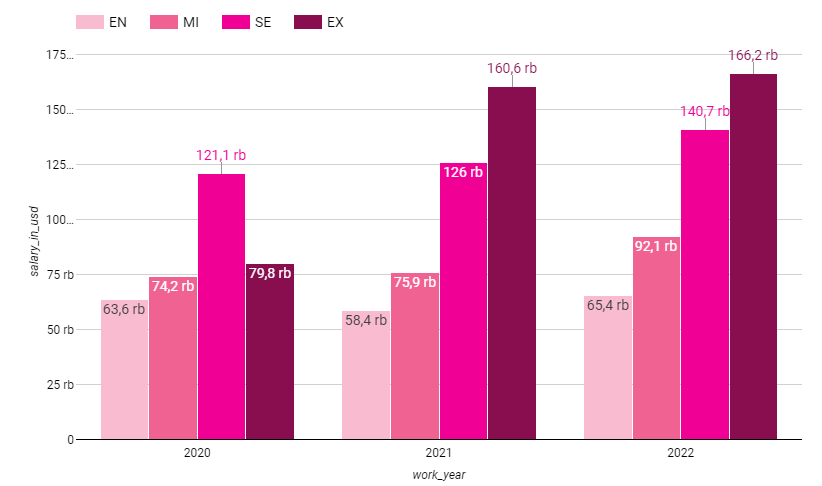 EN MI SE EX
175...
150...
125...
100...
75 rb
50 rb
25 rb
0
salary_in_usd
63,6 rb
74,2 rb
121,1 rb
79,8 rb
58,4 rb
75,9 rb
126 rb
160,6 rb
65,4 rb
92,1 rb
140,7 rb
166,2 rb
2020 2021 2022
work_year